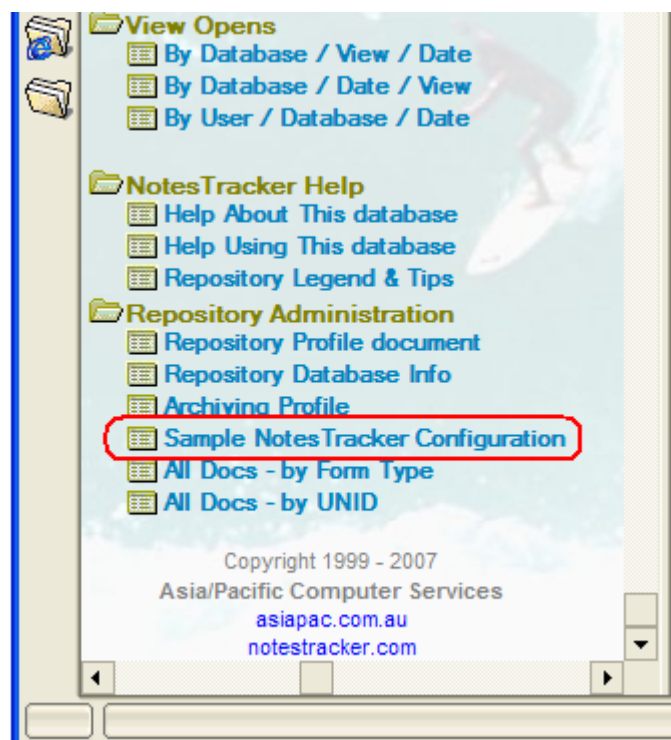 View Opens
By Database / View / Date
By Database / Date / View
By User / Database / Date
NotesTracker Help
Help About This database
Help Using This database
Repository Legend & Tips
Repository Administration
Repository Profile document
Repository Database Info
Archiving Profile
Sample NotesTracker Configuration
All Docs - by Form Type
All Docs - by UNID
Copyright 1999 - 2007
Asia/Pacific Computer Services
asiapac.com.au
notestracker.com